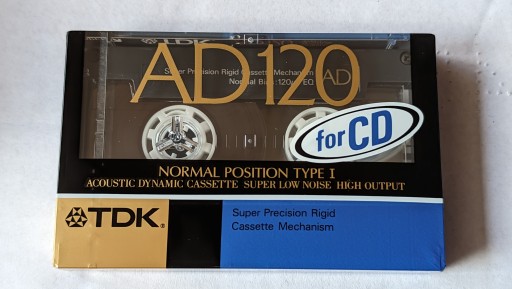 AD120
Super Precision Rigid Cassette Mechanism
Normal Bias 120µs EQ
AD
for CD
NORMAL POSITION TYPE I
ACOUSTIC DYNAMIC CASSETTE SUPER LOW NOISE HIGH OUTPUT
TDK®
Super Precision Rigid
Cassette Mechanism